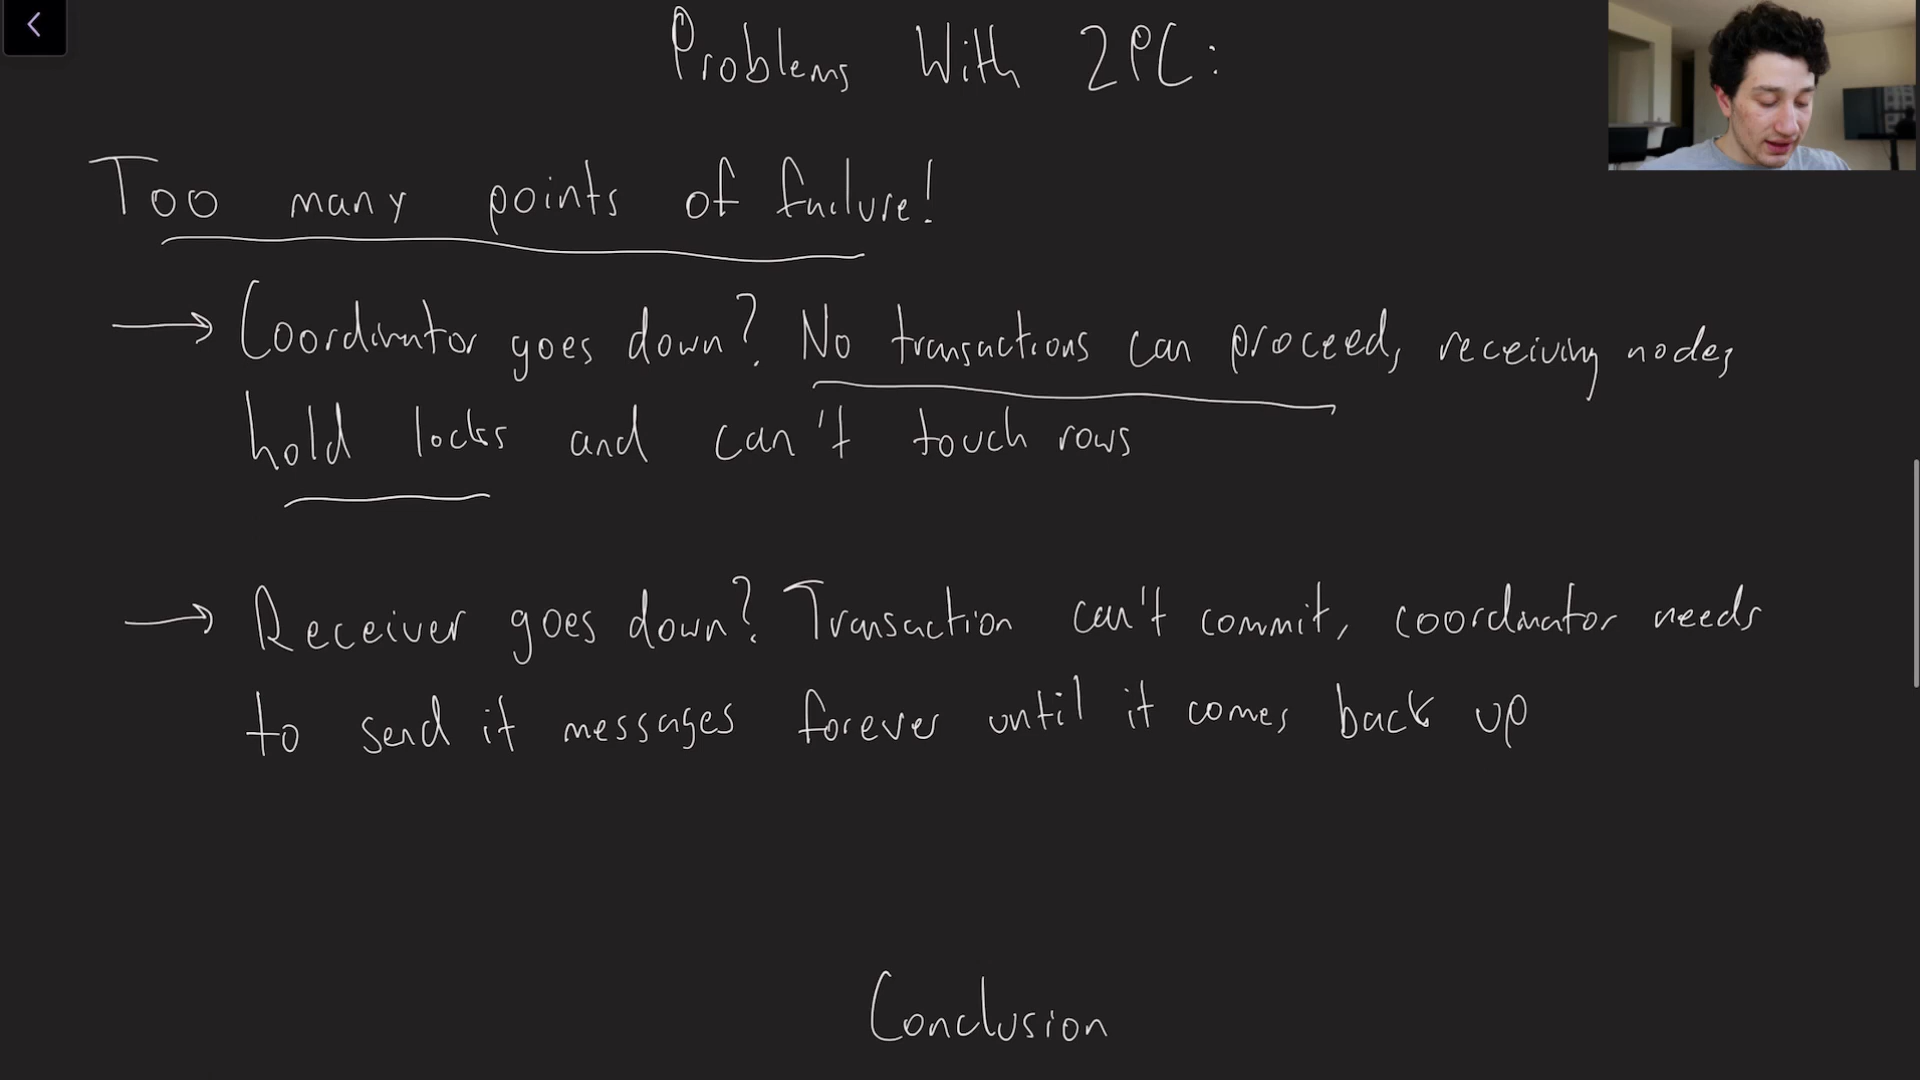 Problems With 2PC:
Too many points of failure!
→ Coordinator goes down? No transactions can proceed, receiving nodes
hold locks and can't touch rows
→ Receiver goes down? Transaction can't commit, coordinator needs
to send it messages forever until it comes back up
Conclusion